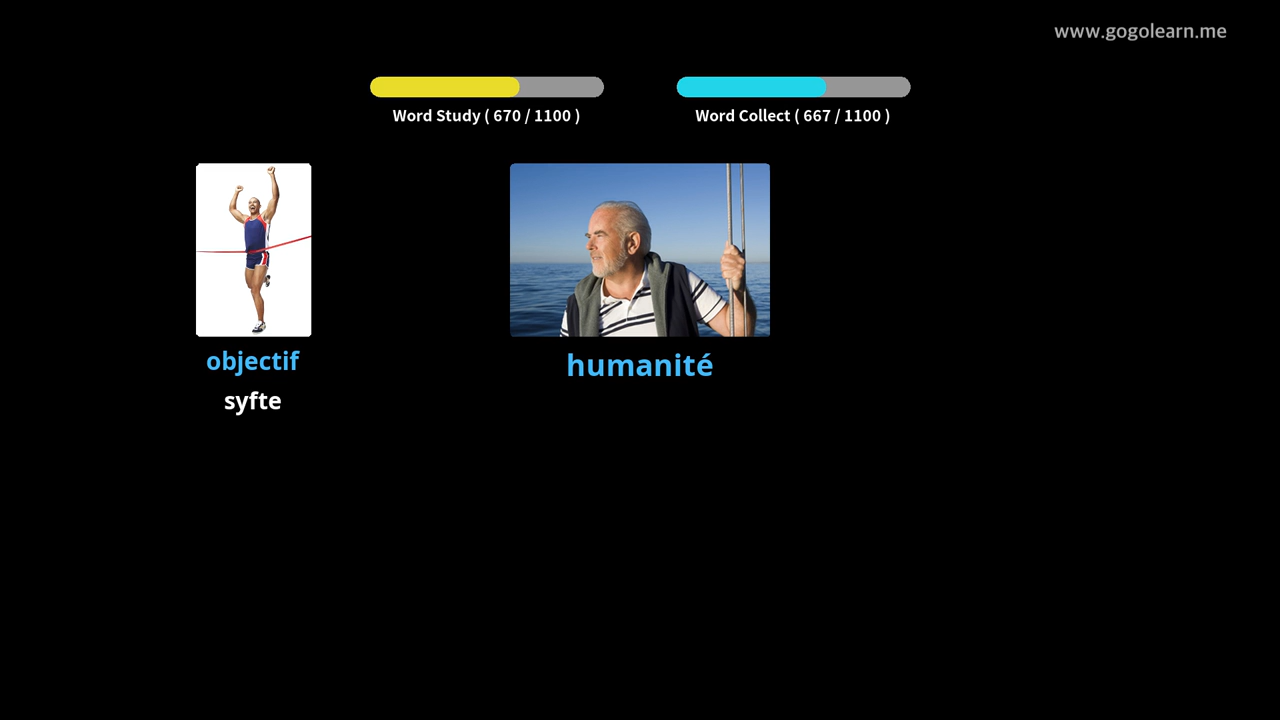 www.gogolearn.me
Word Study ( 670 / 1100 )
Word Collect ( 667 / 1100 )
objectif
syfte
humanité